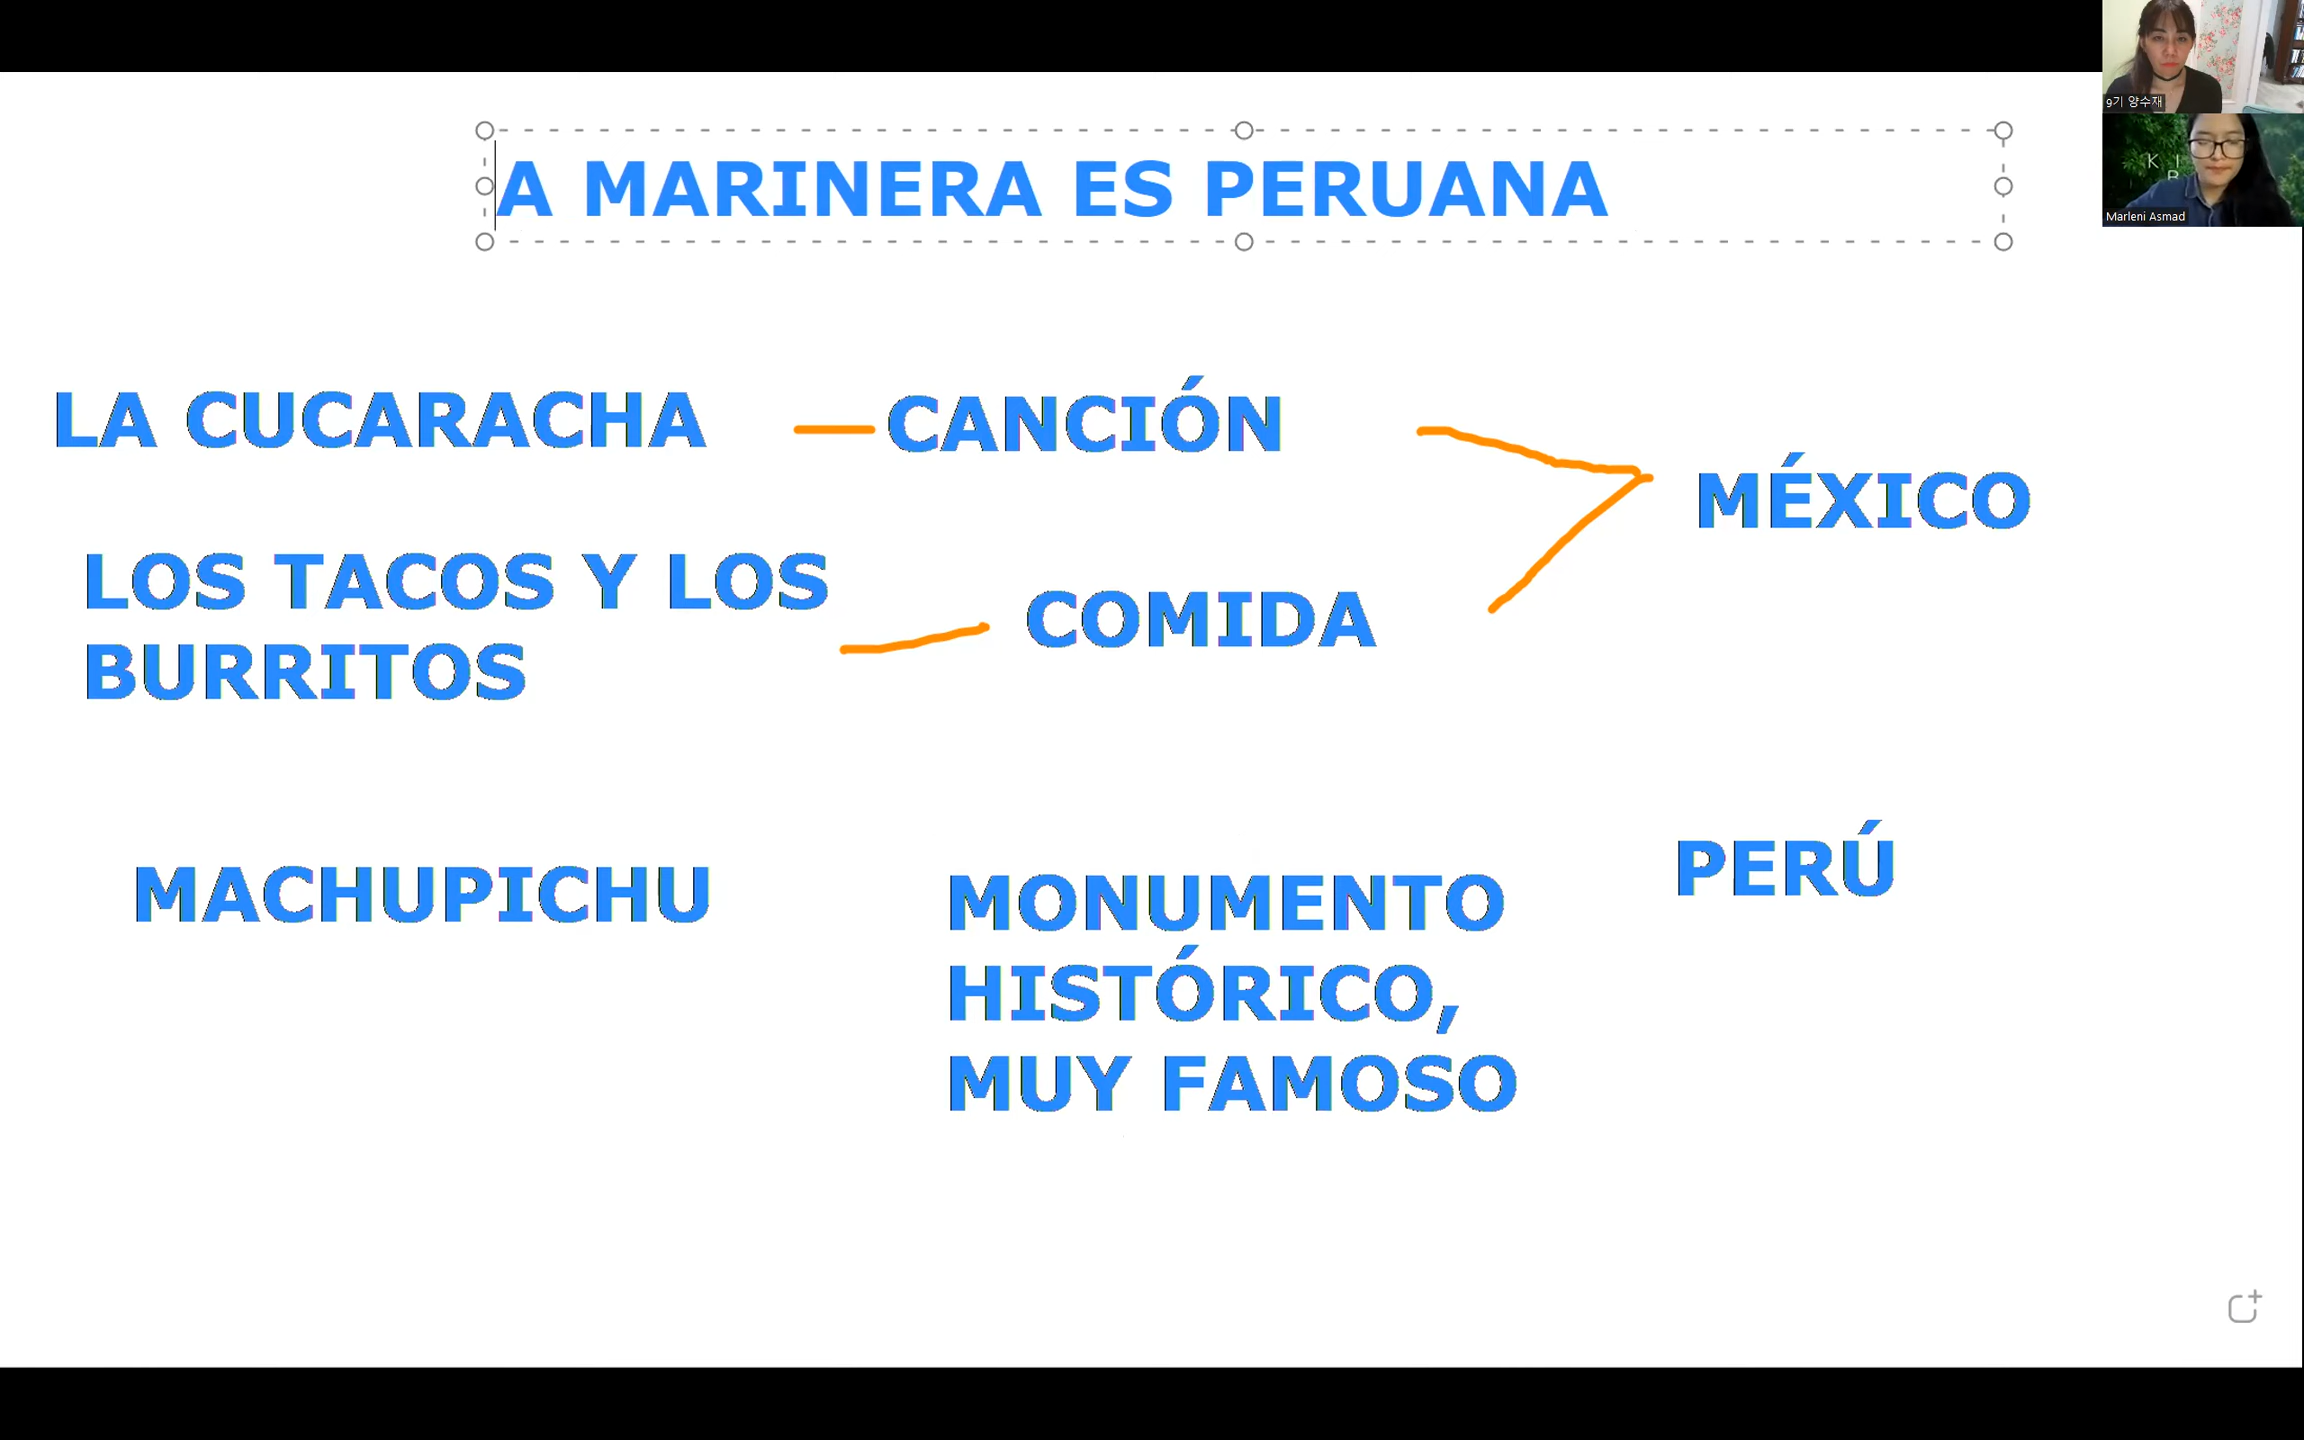 A MARINERA ES PERUANA
LA CUCARACHA
CANCIÓN
MÉXICO
LOS TACOS Y LOS
BURRITOS
COMIDA
MACHUPICHU
MONUMENTO
HISTÓRICO,
MUY FAMOSO
PERÚ
9기 양수재
Marleni Asmad